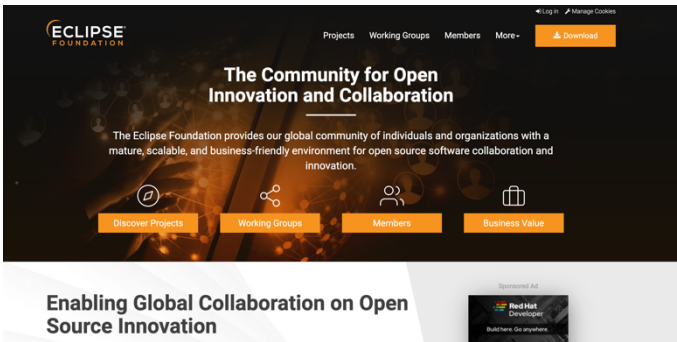 Log in Manage Cookies
ECLIPSE
FOUNDATION
Projects Working Groups Members More Download
The Community for Open
Innovation and Collaboration
The Eclipse Foundation provides our global community of individuals and organizations with a
mature, scalable, and business-friendly environment for open source software collaboration and
innovation.
Discover Projects Working Groups Members Business Value
Enabling Global Collaboration on Open
Source Innovation
Sponsored Ad
Red Hat
Developer
Build here. Go anywhere.